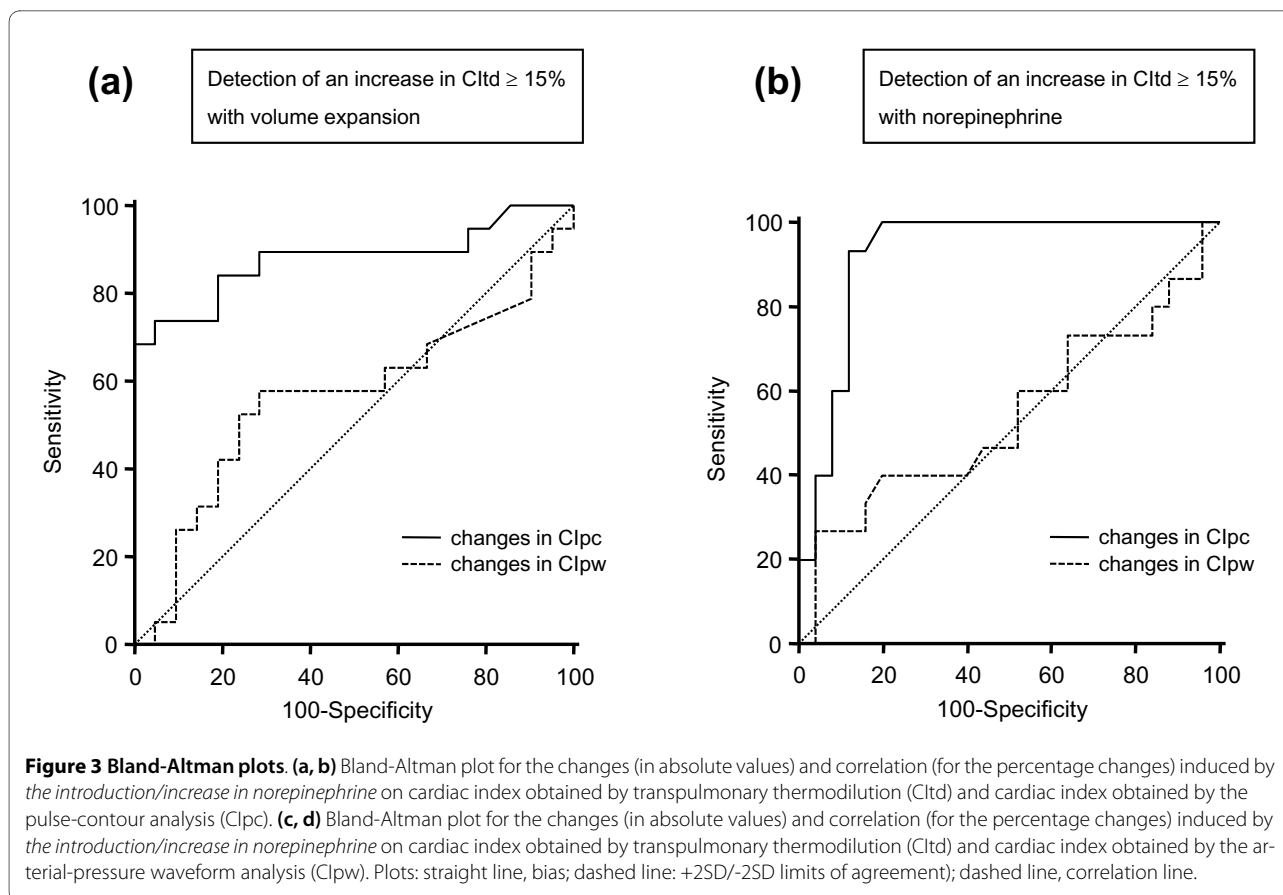 (a)
Detection of an increase in CItd ≥ 15%
with volume expansion
(b)
Detection of an increase in CItd ≥ 15%
with norepinephrine
100
80
60
40
20
0
Sensitivity
changes in CIpc
changes in CIpw
0 20 40 60 80 100
100-Specificity
100
80
60
40
20
0
Sensitivity
changes in CIpc
changes in CIpw
0 20 40 60 80 100
100-Specificity
Figure 3 Bland-Altman plots. (a, b) Bland-Altman plot for the changes (in absolute values) and correlation (for the percentage changes) induced by
the introduction/increase in norepinephrine on cardiac index obtained by transpulmonary thermodilution (CItd) and cardiac index obtained by the
pulse-contour analysis (CIpc). (c, d) Bland-Altman plot for the changes (in absolute values) and correlation (for the percentage changes) induced by
the introduction/increase in norepinephrine on cardiac index obtained by transpulmonary thermodilution (CItd) and cardiac index obtained by the ar-
terial-pressure waveform analysis (CIpw). Plots: straight line, bias; dashed line: +2SD/-2SD limits of agreement); dashed line, correlation line.